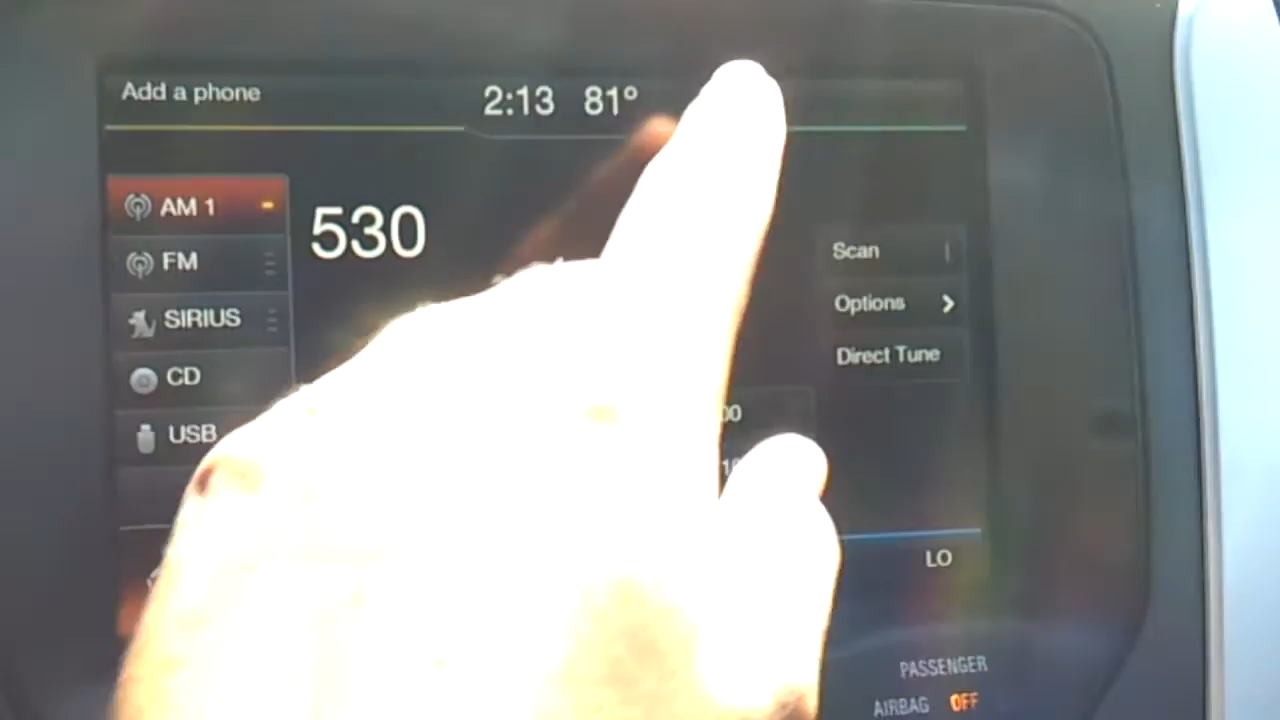 Add a phone
2:13 81°
AM 1
530
FM
SIRIUS
CD
USB
Scan
Options
Direct Tune
LO
PASSENGER
AIRBAG OFF